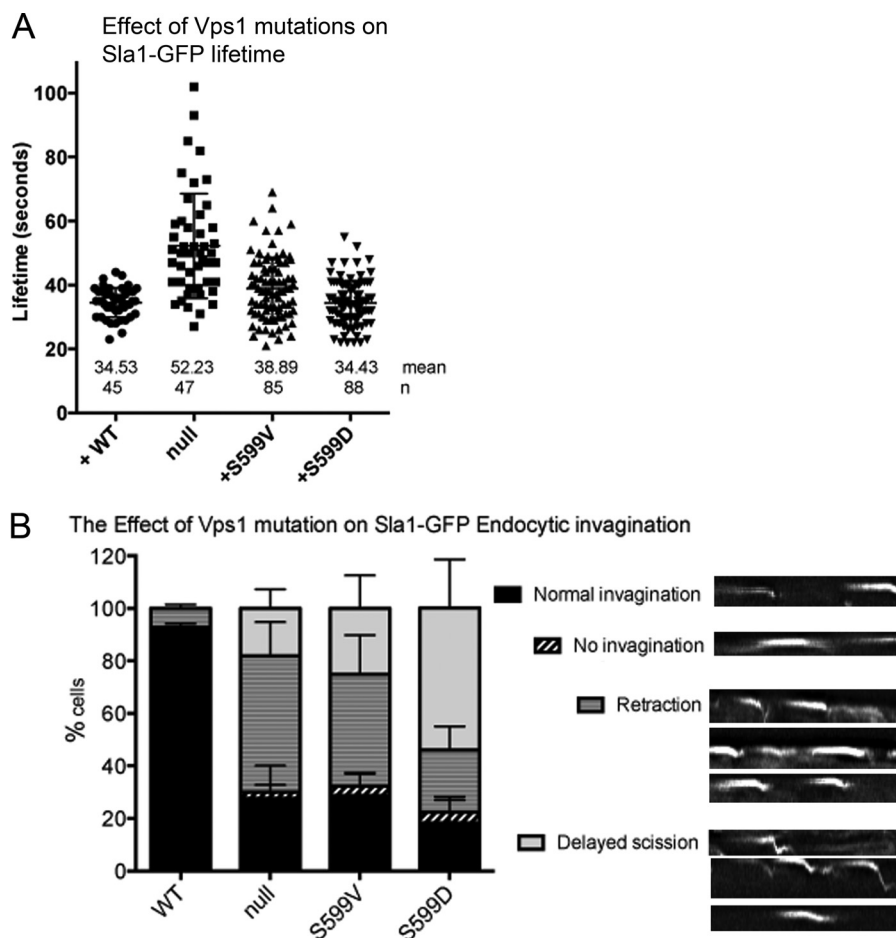 A
Effect of Vps1 mutations on
Sla1-GFP lifetime
Lifetime (seconds)
100
80
60
40
20
0
34.53 52.23 38.89 34.43 mean
45 47 85 88 n
+ WT null +S599V +S599D
B
The Effect of Vps1 mutation on Sla1-GFP Endocytic invagination
% cells
120
100
80
60
40
20
0
WT null S599V S599D
Normal invagination
No invagination
Retraction
Delayed scission